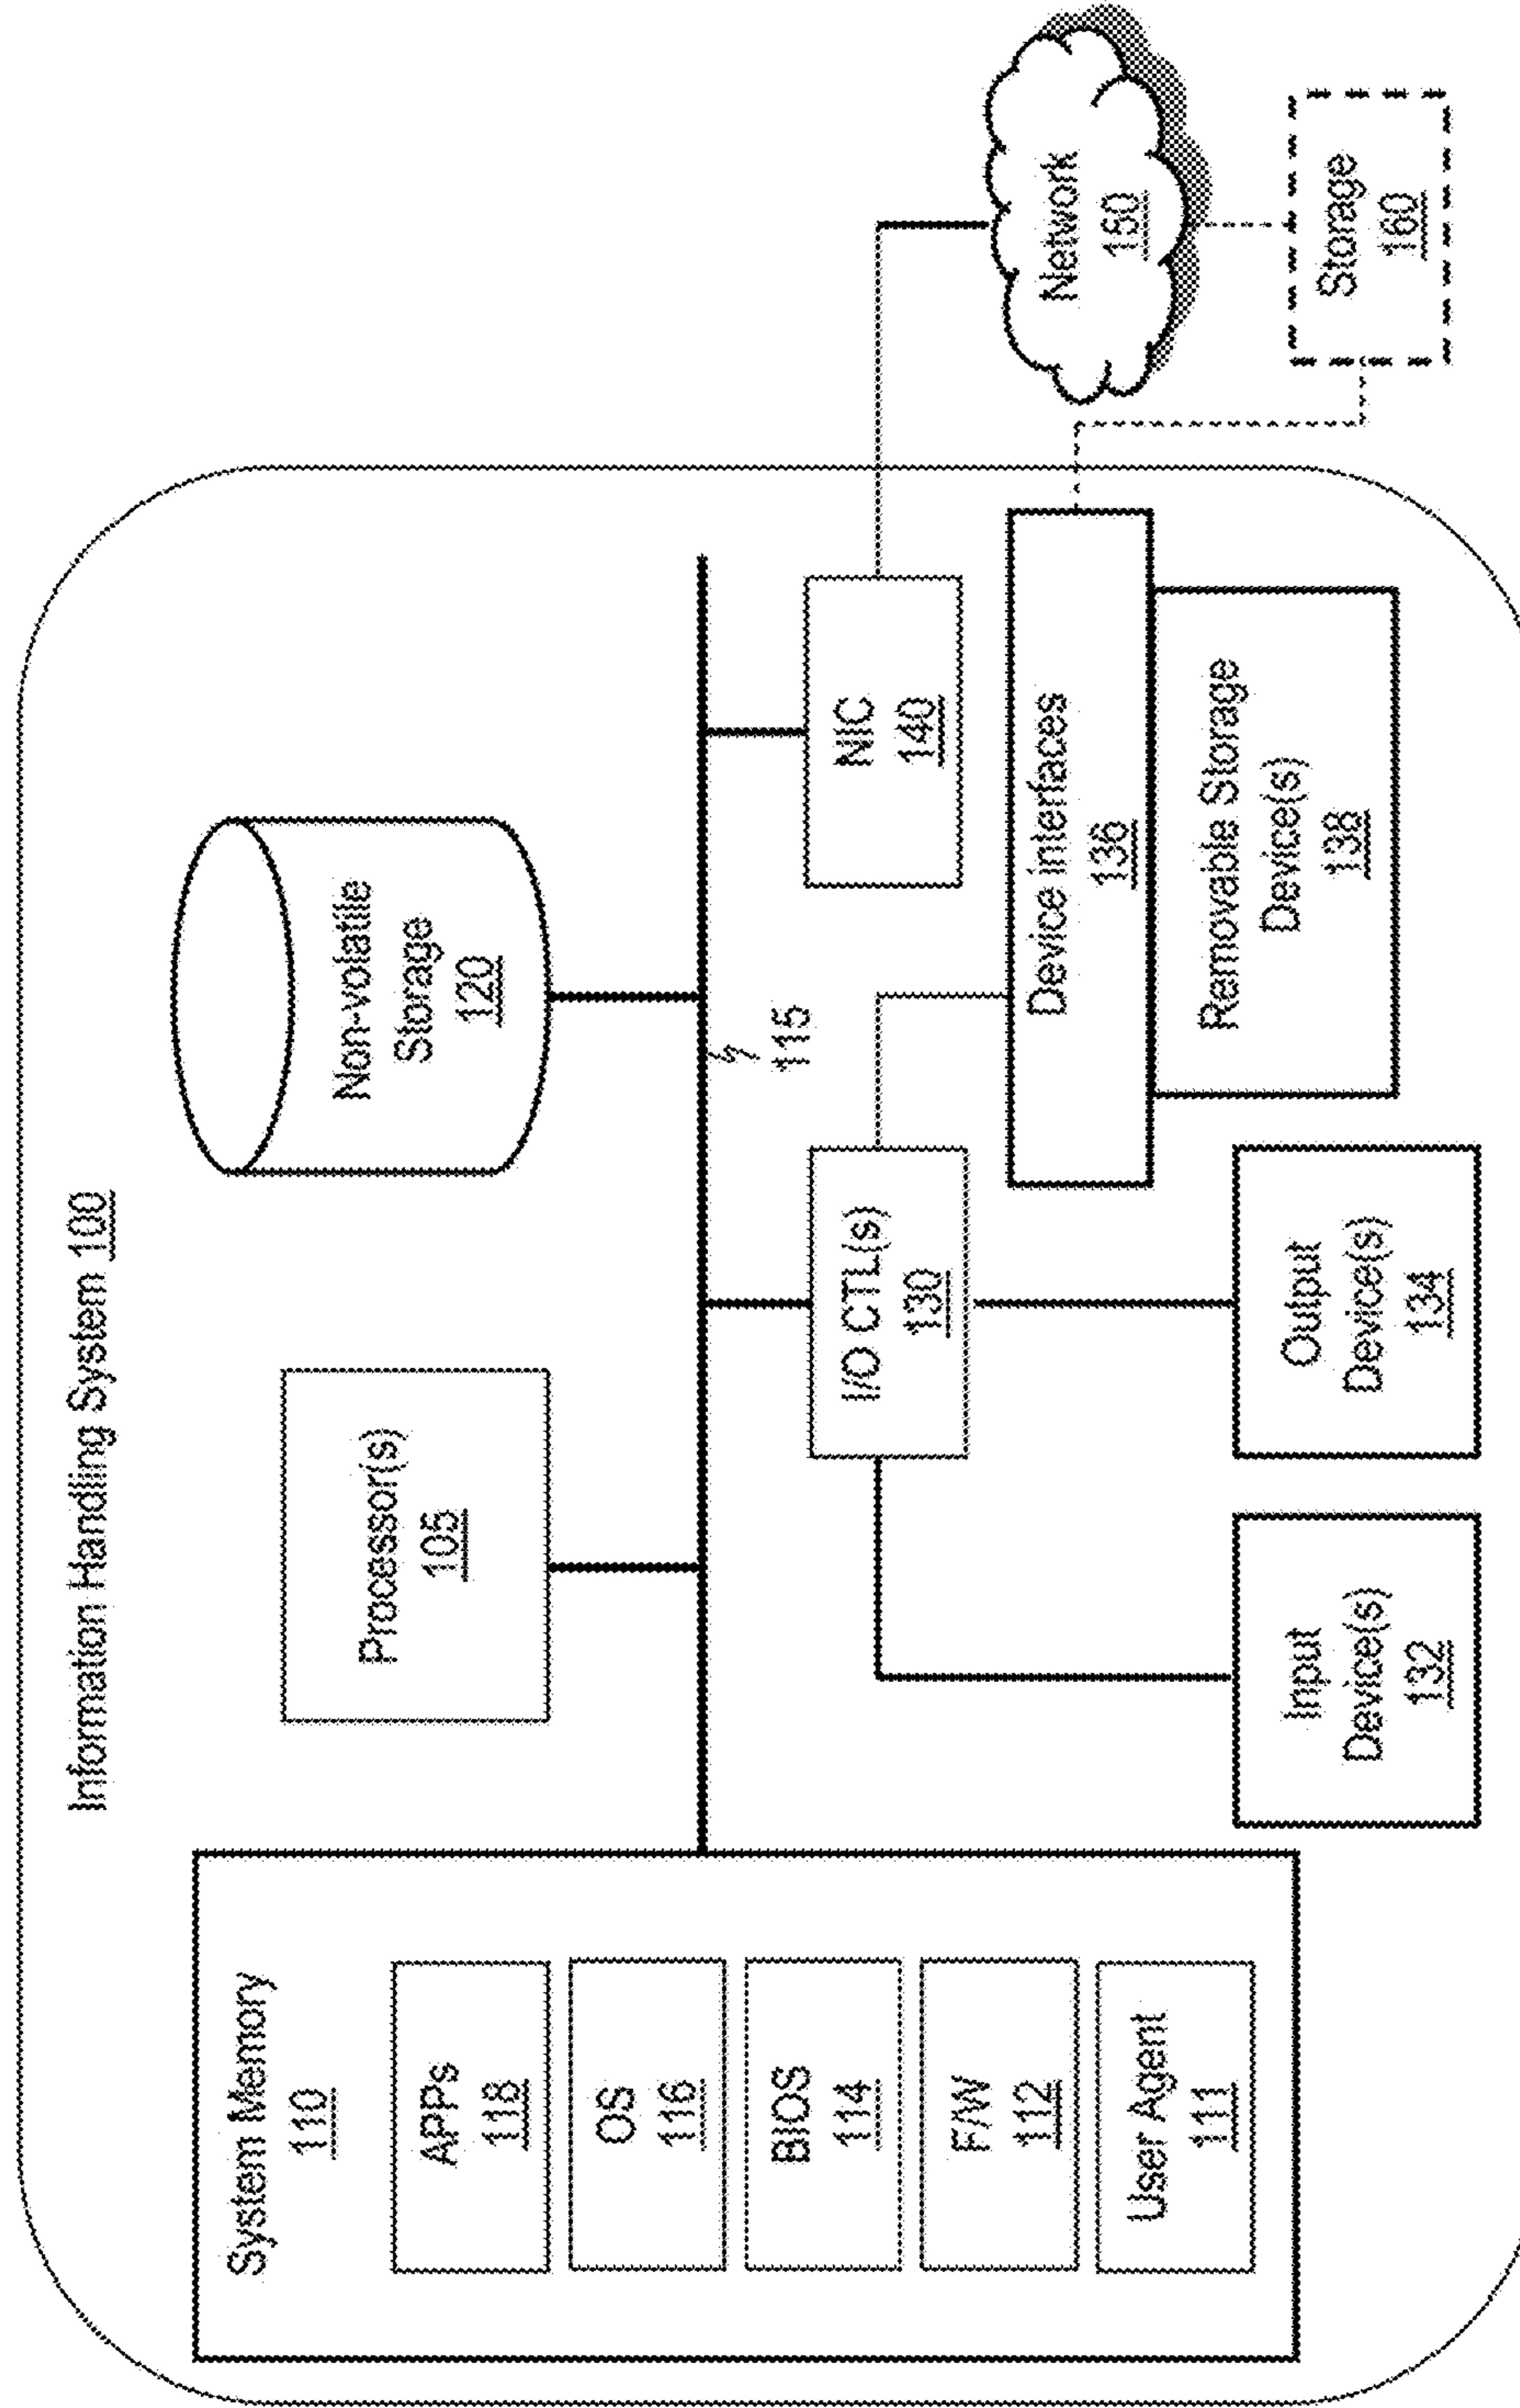 Information Handling System 100
System Memory
110
APPs
118
OS
116
BIOS
114
F/W
112
User Agent
111
Processor(s)
105
Non-volatile
Storage
120
115
I/O CTL(s)
130
NIC
140
Device interfaces
136
Removable Storage
Device(s)
138
Input
Device(s)
132
Output
Device(s)
134
Network
150
Storage
160